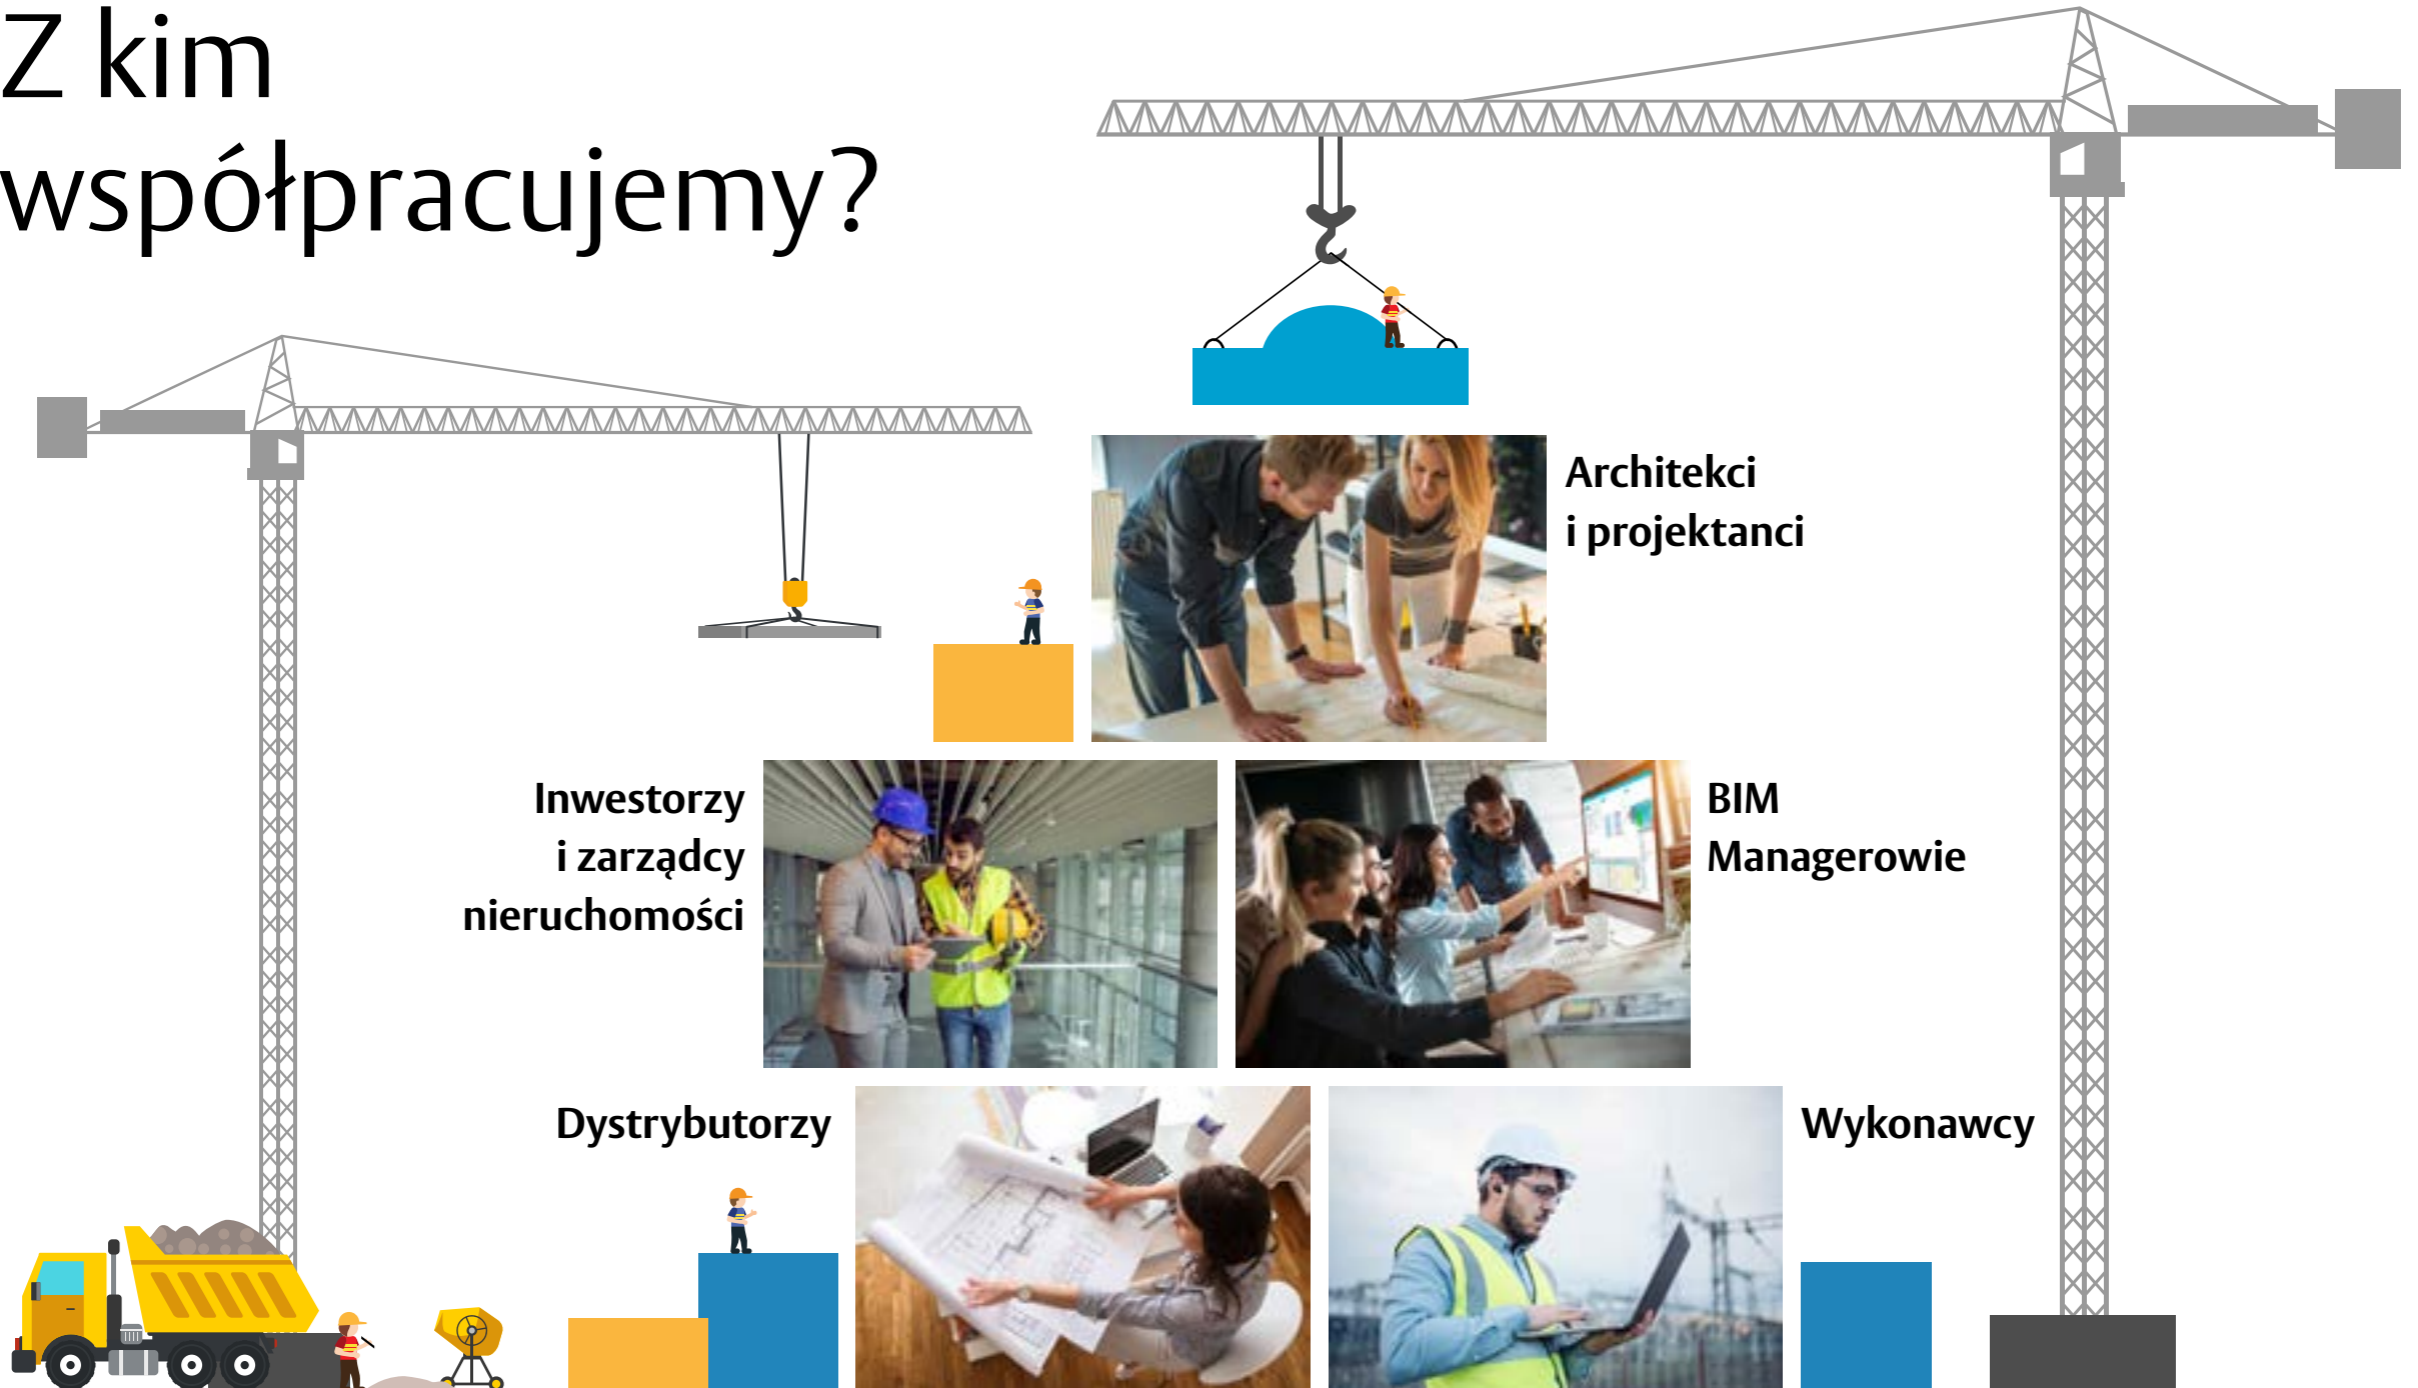 Z kim
współpracujemy?
Architekci
i projektanci
Inwestorzy
i zarządcy
nieruchomości
BIM
Managerowie
Dystrybutorzy
Wykonawcy